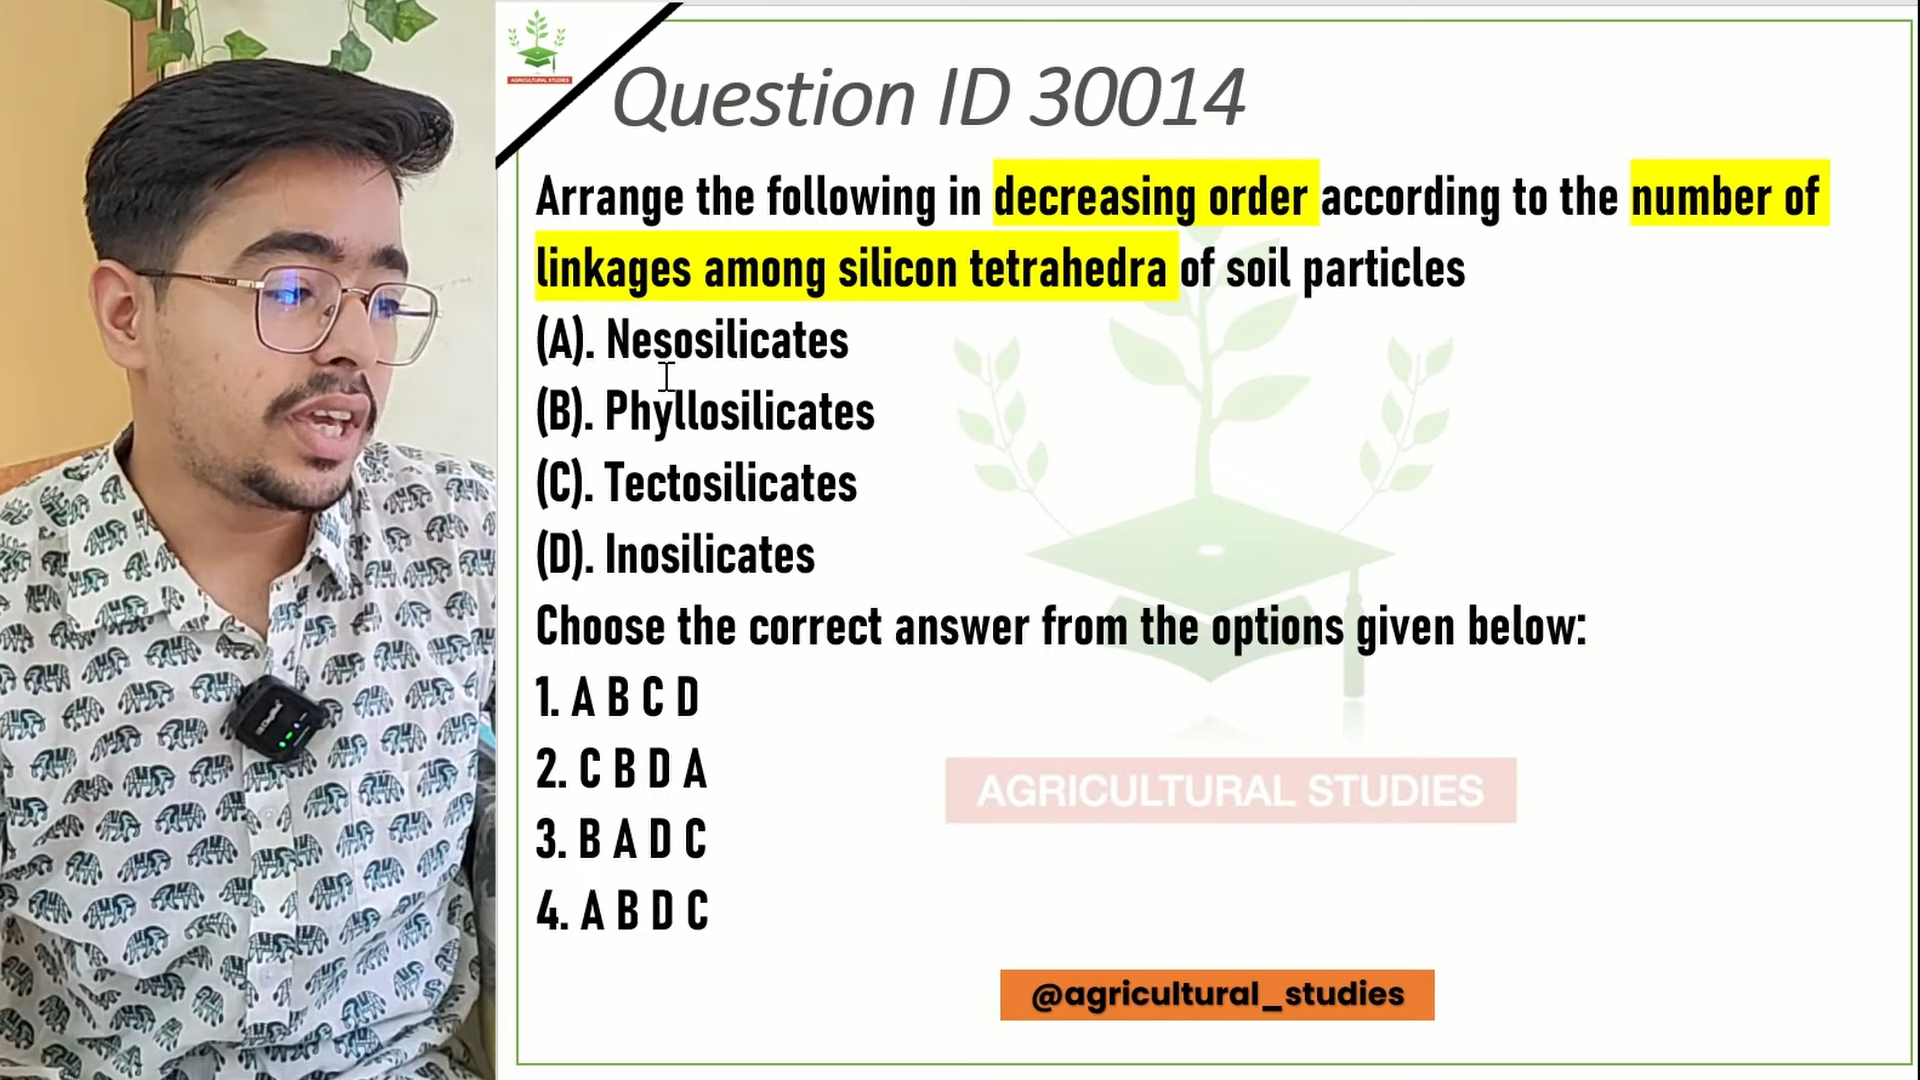 AGRICULTURAL STUDIES
Question ID 30014
Arrange the following in decreasing order according to the number of
linkages among silicon tetrahedra of soil particles
(A). Nesosilicates
(B). Phyllosilicates
(C). Tectosilicates
(D). Inosilicates
Choose the correct answer from the options given below:
1. A B C D
2. C B D A
3. B A D C
4. A B D C
AGRICULTURAL STUDIES
@agricultural_studies